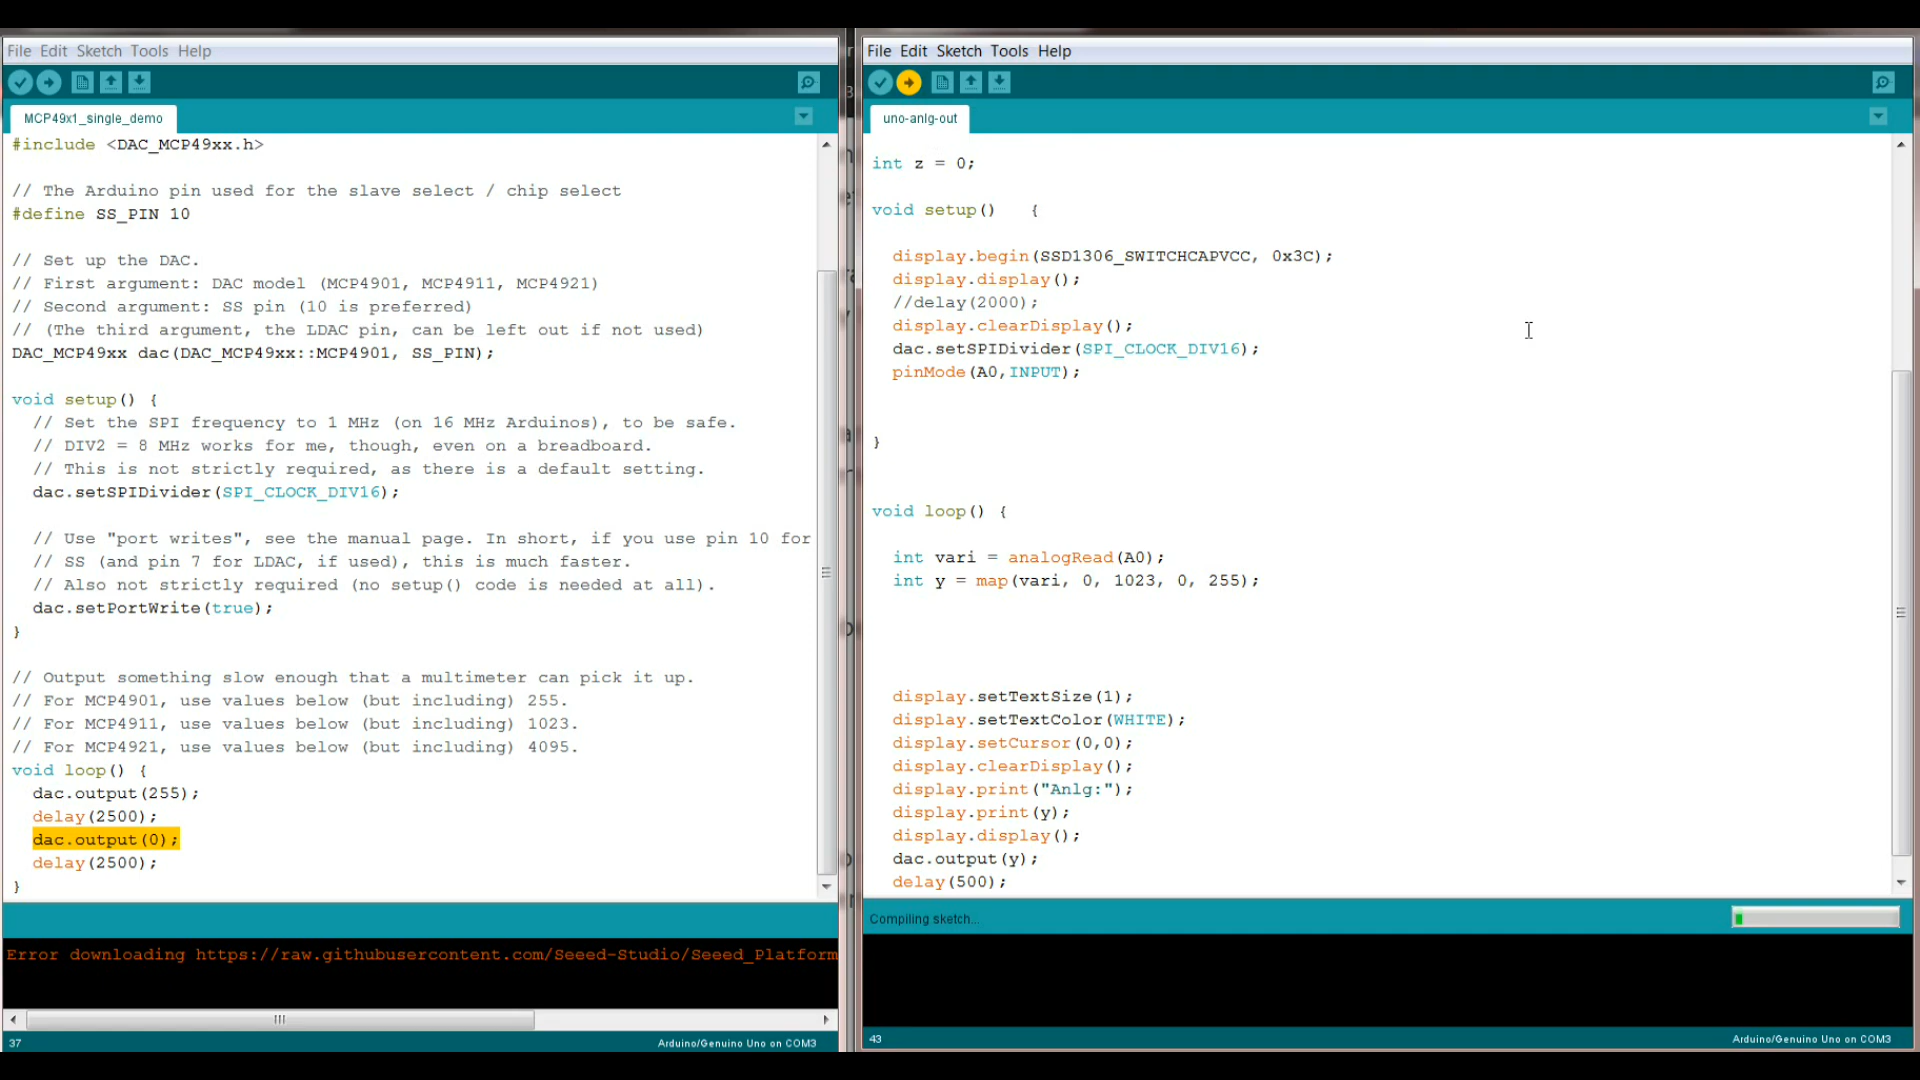 File Edit Sketch Tools Help
MCP49x1_single_demo
#include <DAC_MCP49xx.h>
// The Arduino pin used for the slave select / chip select
#define SS_PIN 10
// Set up the DAC.
// First argument: DAC model (MCP4901, MCP4911, MCP4921)
// Second argument: SS pin (10 is preferred)
// (The third argument, the LDAC pin, can be left out if not used)
DAC_MCP49xx dac(DAC_MCP49xx::MCP4901, SS_PIN);
void setup() {
// Set the SPI frequency to 1 MHz (on 16 MHz Arduinos), to be safe.
// DIV2 = 8 MHz works for me, though, even on a breadboard.
// This is not strictly required, as there is a default setting.
dac.setSPIDivider(SPI_CLOCK_DIV16);
// Use "port writes", see the manual page. In short, if you use pin 10 for
// SS (and pin 7 for LDAC, if used), this is much faster.
// Also not strictly required (no setup() code is needed at all).
dac.setPortWrite(true);
}
// Output something slow enough that a multimeter can pick it up.
// For MCP4901, use values below (but including) 255.
// For MCP4911, use values below (but including) 1023.
// For MCP4921, use values below (but including) 4095.
void loop() {
dac.output(255);
delay(2500);
dac.output(0);
delay(2500);
}
Error downloading https://raw.githubusercontent.com/Seeed-Studio/Seeed_Platform
37
Arduino/Genuino Uno on COM3
File Edit Sketch Tools Help
uno-anlg-out
int z = 0;
void setup() {
display.begin(SSD1306_SWITCHCAPVCC, 0x3C);
display.display();
//delay(2000);
display.clearDisplay();
dac.setSPIDivider(SPI_CLOCK_DIV16);
pinMode(A0,INPUT);
}
void loop() {
int vari = analogRead(A0);
int y = map(vari, 0, 1023, 0, 255);
display.setTextSize(1);
display.setTextColor(WHITE);
display.setCursor(0,0);
display.clearDisplay();
display.print("Anlg:");
display.print(y);
display.display();
dac.output(y);
delay(500);
Compiling sketch...
43
Arduino/Genuino Uno on COM3